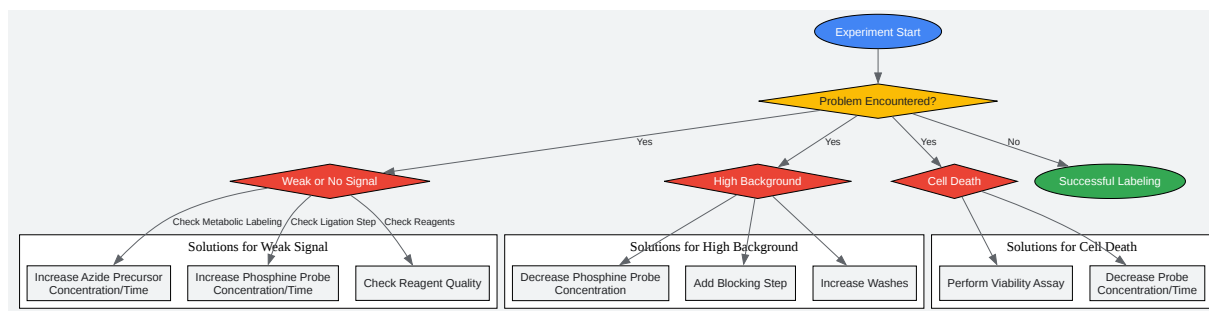 Experiment Start
Problem Encountered?
Yes
Yes
Yes
No
Weak or No Signal
High Background
Cell Death
Successful Labeling
Check Metabolic Labeling
Check Ligation Step
Check Reagents
Solutions for Weak Signal
Solutions for High Background
Solutions for Cell Death
Increase Azide Precursor
Concentration/Time
Increase Phosphine Probe
Concentration/Time
Check Reagent Quality
Decrease Phosphine Probe
Concentration
Add Blocking Step
Increase Washes
Perform Viability Assay
Decrease Probe
Concentration/Time